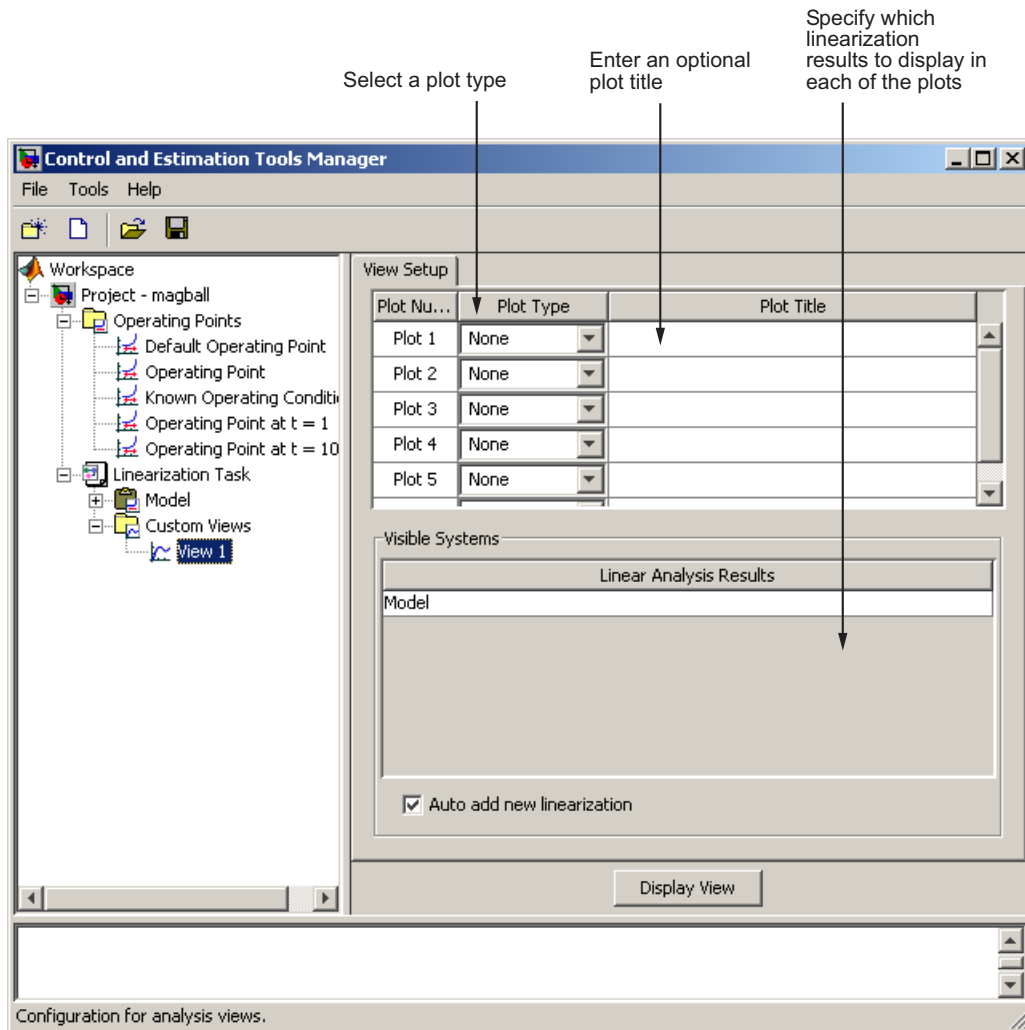 Select a plot type
Enter an optional
plot title
Specify which
linearization
results to display in
each of the plots
Control and Estimation Tools Manager
File Tools Help
Workspace
Project - magball
Operating Points
Default Operating Point
Operating Point
Known Operating Conditi
Operating Point at t = 1
Operating Point at t = 10
Linearization Task
Model
Custom Views
View 1
View Setup
Plot Nu... Plot Type Plot Title
Plot 1 None
Plot 2 None
Plot 3 None
Plot 4 None
Plot 5 None
Visible Systems
Linear Analysis Results
Model
Auto add new linearization
Display View
Configuration for analysis views.